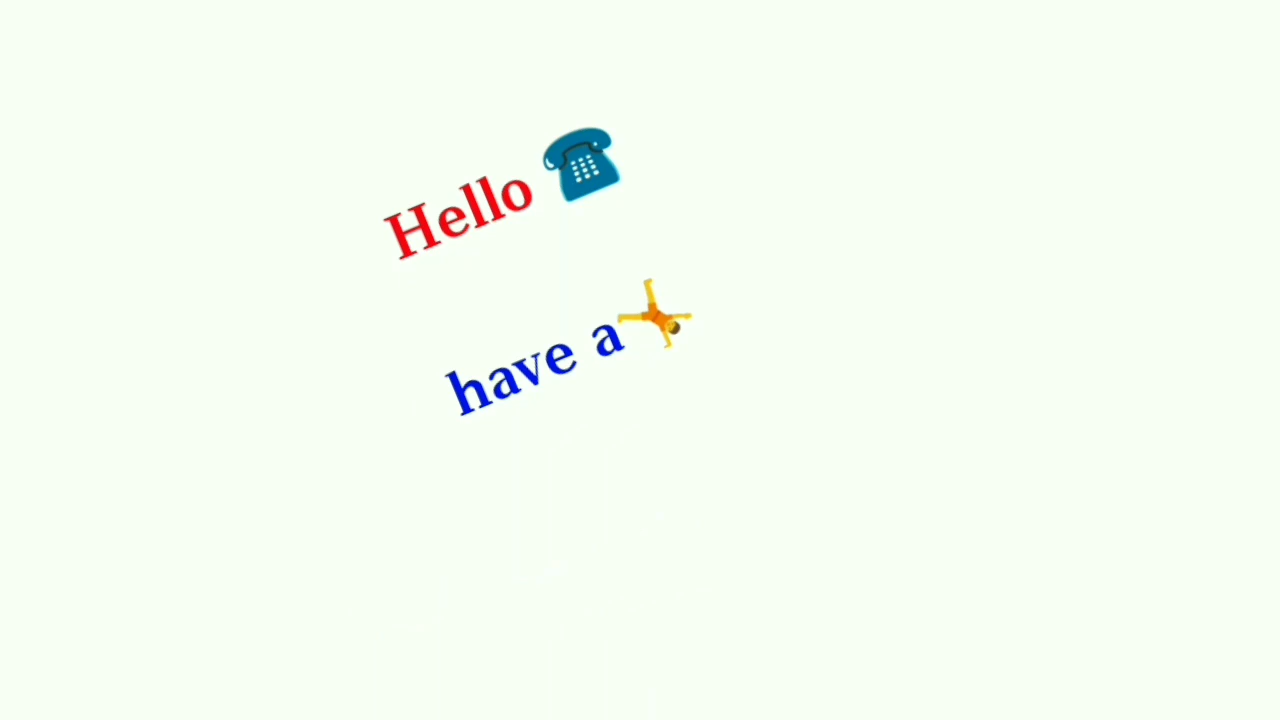 Hello ☎️
have a🤸